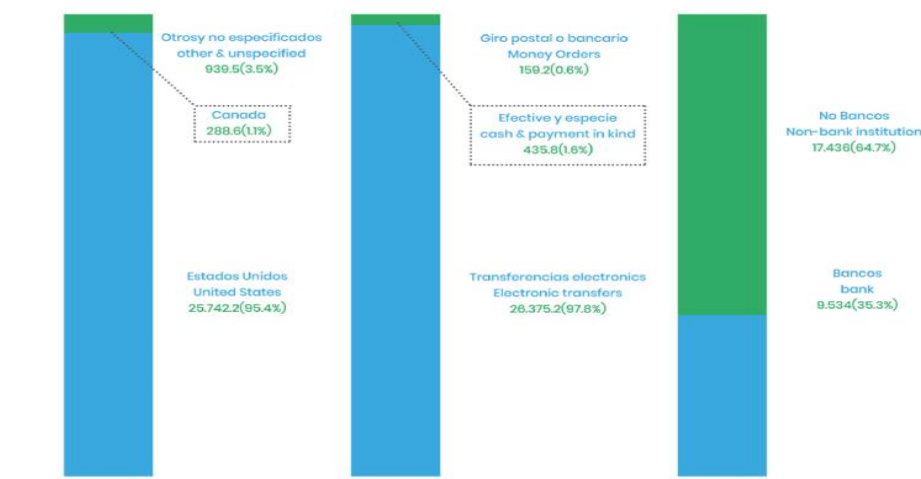 Otrosy no especificados
other & unspecified
939.5(3.5%)
Canada
288.6(1.1%)
Estados Unidos
United States
25.742.2(95.4%)
Giro postal o bancario
Money Orders
159.2(0.6%)
Efective y especie
cash & payment in kind
435.8(1.6%)
Transferencias electronics
Electronic transfers
26.375.2(97.8%)
No Bancos
Non-bank institution
17.436(64.7%)
Bancos
bank
9.534(35.3%)